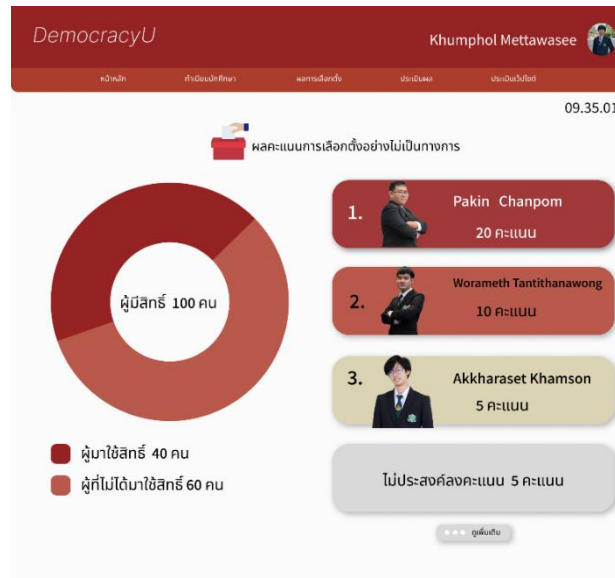 DemocracyU
Khumphol Mettawasee
หน้าหลัก ทำเนียบนักศึกษา ผลการเลือกตั้ง ประเมินผล ประเมินเว็ปไซต์
09.35.01
ผลคะแนนการเลือกตั้งอย่างไม่เป็นทางการ
ผู้มีสิทธิ์ 100 คน
ผู้มาใช้สิทธิ์ 40 คน
ผู้ที่ไม่ได้มาใช้สิทธิ์ 60 คน
1. Pakin Chanpom
20 คะแนน
2. Worameth Tantithanawong
10 คะแนน
3. Akkharaset Khamson
5 คะแนน
ไม่ประสงค์ลงคะแนน 5 คะแนน
ดูเพิ่มเติม